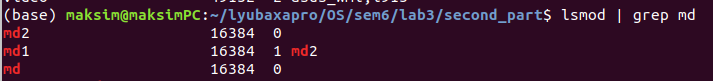 (base) maksim@maksimPC:~/lyubaxapro/OS/sem6/lab3/second_part$ lsmod | grep md
md2 16384 0
md1 16384 1 md2
md 16384 0